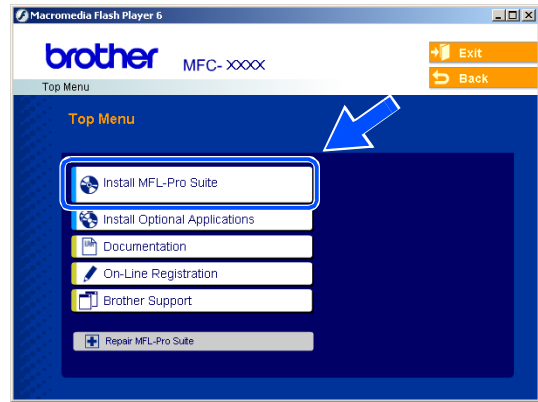 Macromedia Flash Player 6
brother MFC- XXXX
Exit
Back
Top Menu
Top Menu
Install MFL-Pro Suite
Install Optional Applications
Documentation
On-Line Registration
Brother Support
Repair MFL-Pro Suite